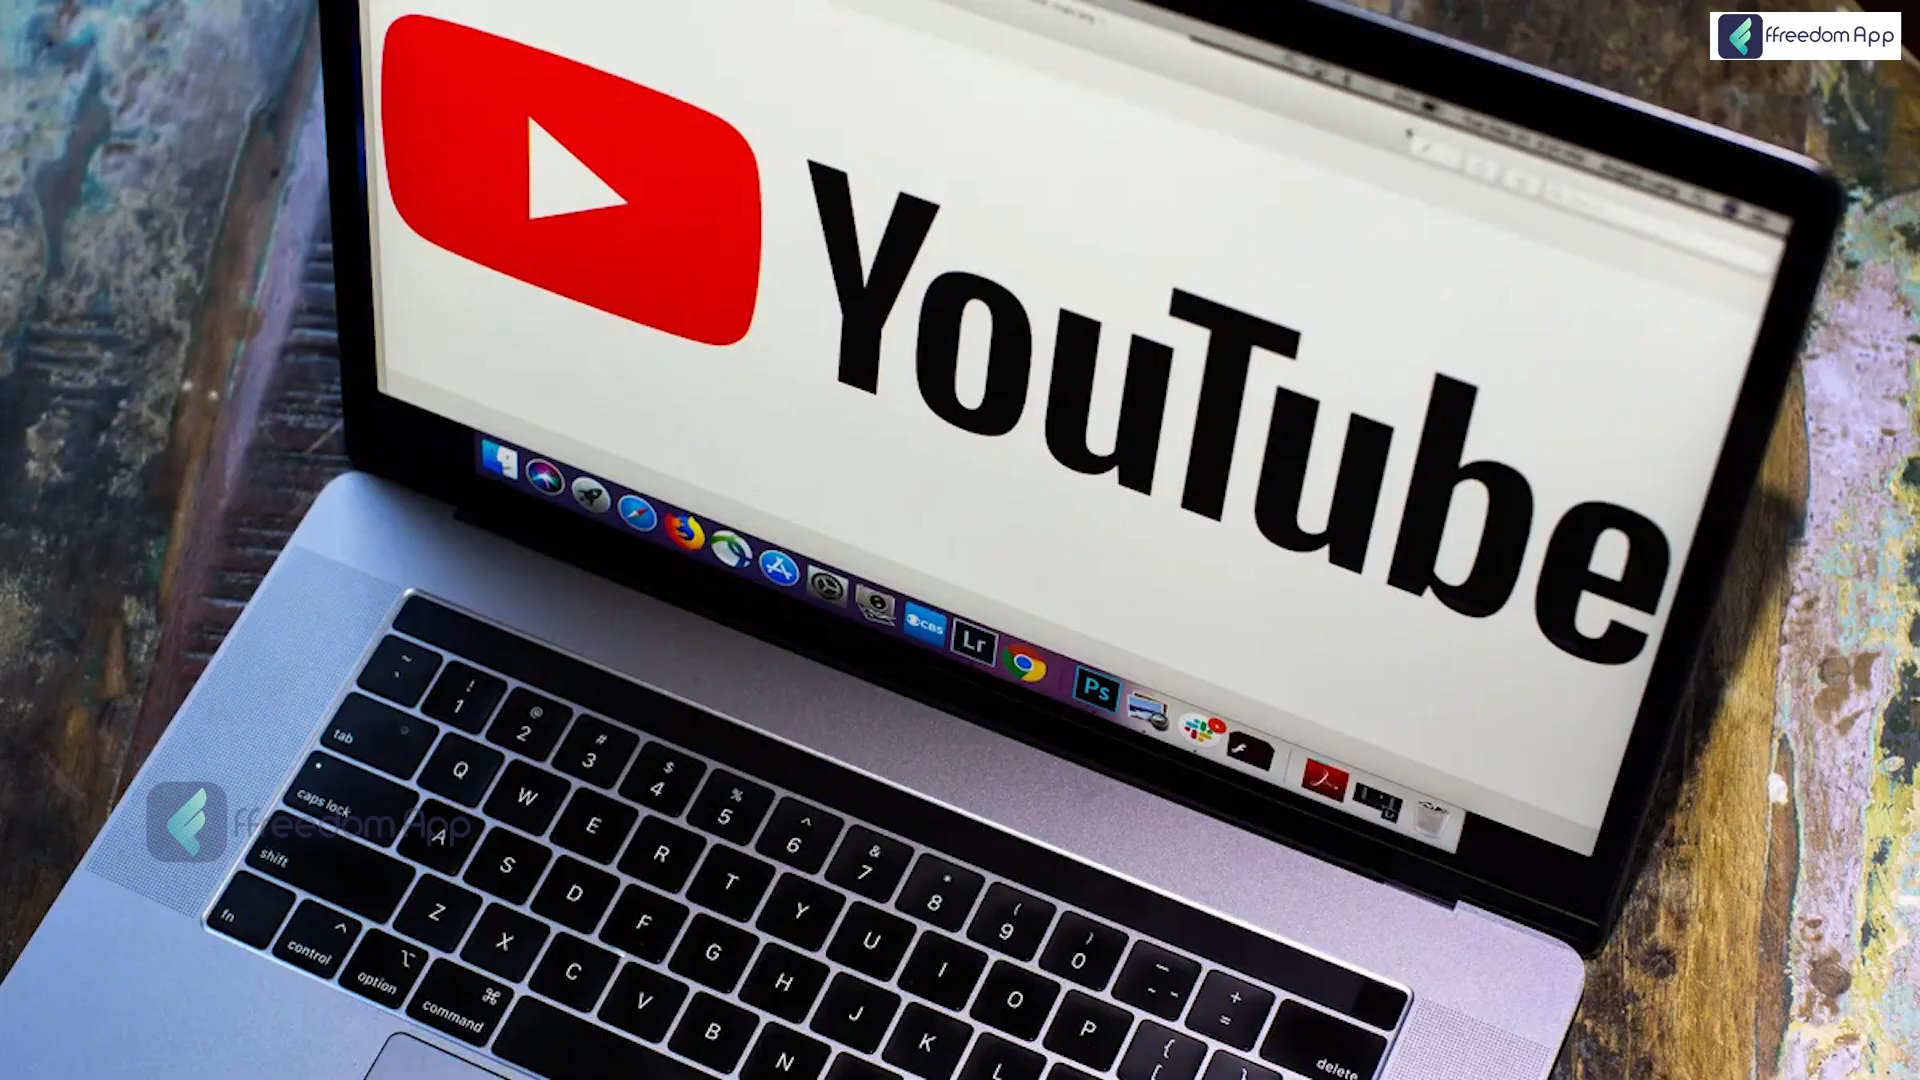 ffreedom App
YouTube
CBS
Lr
Ps
~
`
!
1
@
2
#
3
$
4
%
5
^
6
&
7
*
8
(
9
)
0
+
=
delete
tab
Q
W
E
R
T
Y
U
I
O
P
{
[
}
caps lock
A
S
D
F
G
H
J
K
L
shift
Z
X
C
V
B
N
fn
control
option
command
ffreedom App